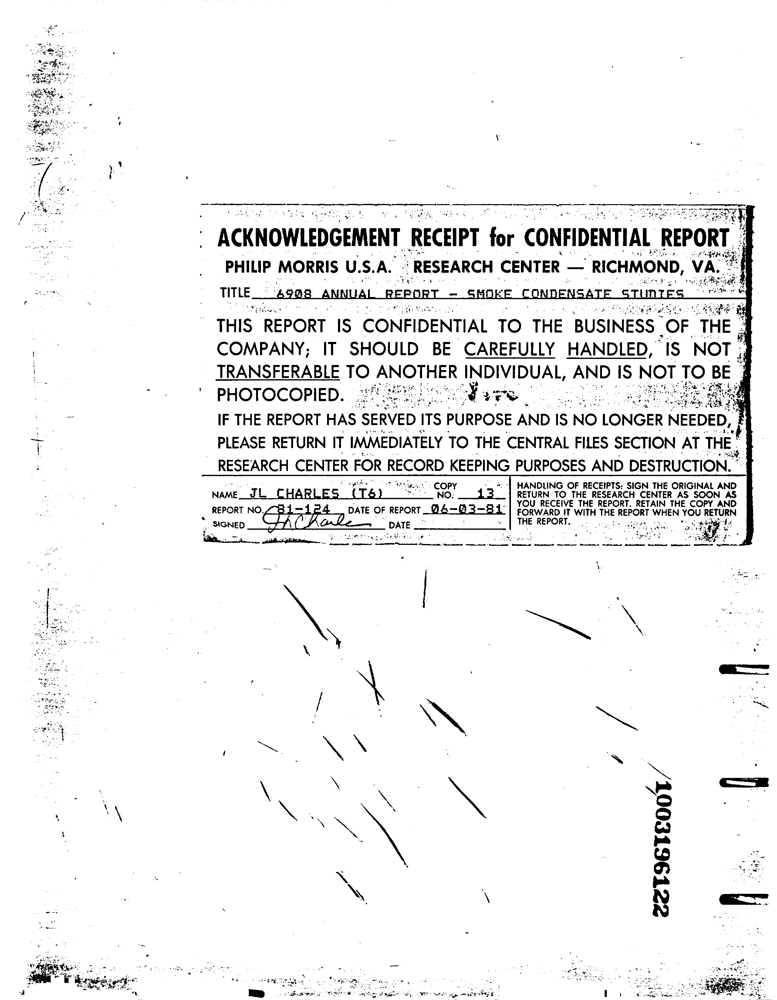 ACKNOWLEDGEMENT RECEIPT for CONFIDENTIAL REPORT
PHILIP MORRIS U.S.A. RESEARCH CENTER — RICHMOND, VA.
TITLE 6908 ANNUAL REPORT - SMOKE CONDENSATE STUDIES
THIS REPORT IS CONFIDENTIAL TO THE BUSINESS OF THE
COMPANY; IT SHOULD BE CAREFULLY HANDLED, IS NOT
TRANSFERABLE TO ANOTHER INDIVIDUAL, AND IS NOT TO BE
PHOTOCOPIED.
IF THE REPORT HAS SERVED ITS PURPOSE AND IS NO LONGER NEEDED,
PLEASE RETURN IT IMMEDIATELY TO THE CENTRAL FILES SECTION AT THE
RESEARCH CENTER FOR RECORD KEEPING PURPOSES AND DESTRUCTION.
NAME JL CHARLES (T6) COPY NO. 13
REPORT NO. 81-124 DATE OF REPORT 06-03-81
SIGNED JL Charles DATE
HANDLING OF RECEIPTS: SIGN THE ORIGINAL AND
RETURN TO THE RESEARCH CENTER AS SOON AS
YOU RECEIVE THE REPORT. RETAIN THE COPY AND
FORWARD IT WITH THE REPORT WHEN YOU RETURN
THE REPORT.
1003196122